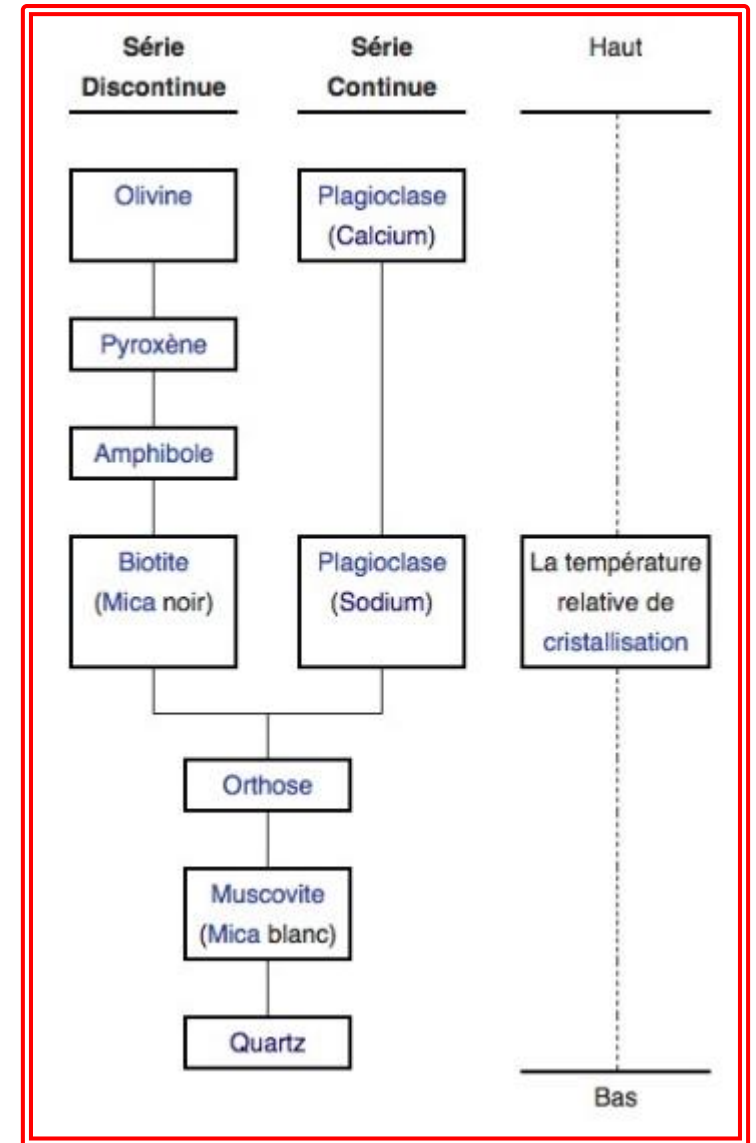 Série
Discontinue
Série
Continue
Haut
Olivine
Plagioclase
(Calcium)
Pyroxène
Amphibole
Biotite
(Mica noir)
Plagioclase
(Sodium)
La température
relative de
cristallisation
Orthose
Muscovite
(Mica blanc)
Quartz
Bas